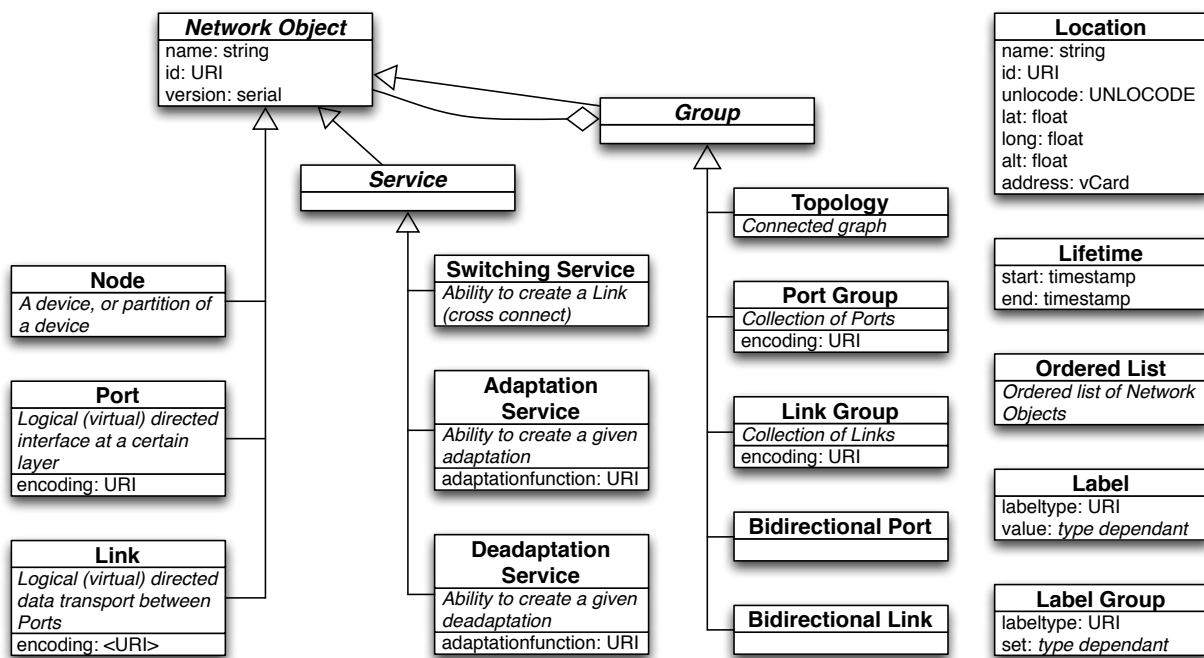 Network Object
name: string
id: URI
version: serial
Group
Service
Node
A device, or partition of
a device
Port
Logical (virtual) directed
interface at a certain
layer
encoding: URI
Link
Logical (virtual) directed
data transport between
Ports
encoding: <URI>
Switching Service
Ability to create a Link
(cross connect)
Adaptation
Service
Ability to create a given
adaptation
adaptationfunction: URI
Deadaptation
Service
Ability to create a given
deadaptation
adaptationfunction: URI
Topology
Connected graph
Port Group
Collection of Ports
encoding: URI
Link Group
Collection of Links
encoding: URI
Bidirectional Port
Bidirectional Link
Location
name: string
id: URI
unlocode: UNLOCODE
lat: float
long: float
alt: float
address: vCard
Lifetime
start: timestamp
end: timestamp
Ordered List
Ordered list of Network
Objects
Label
labeltype: URI
value: type dependant
Label Group
labeltype: URI
set: type dependant